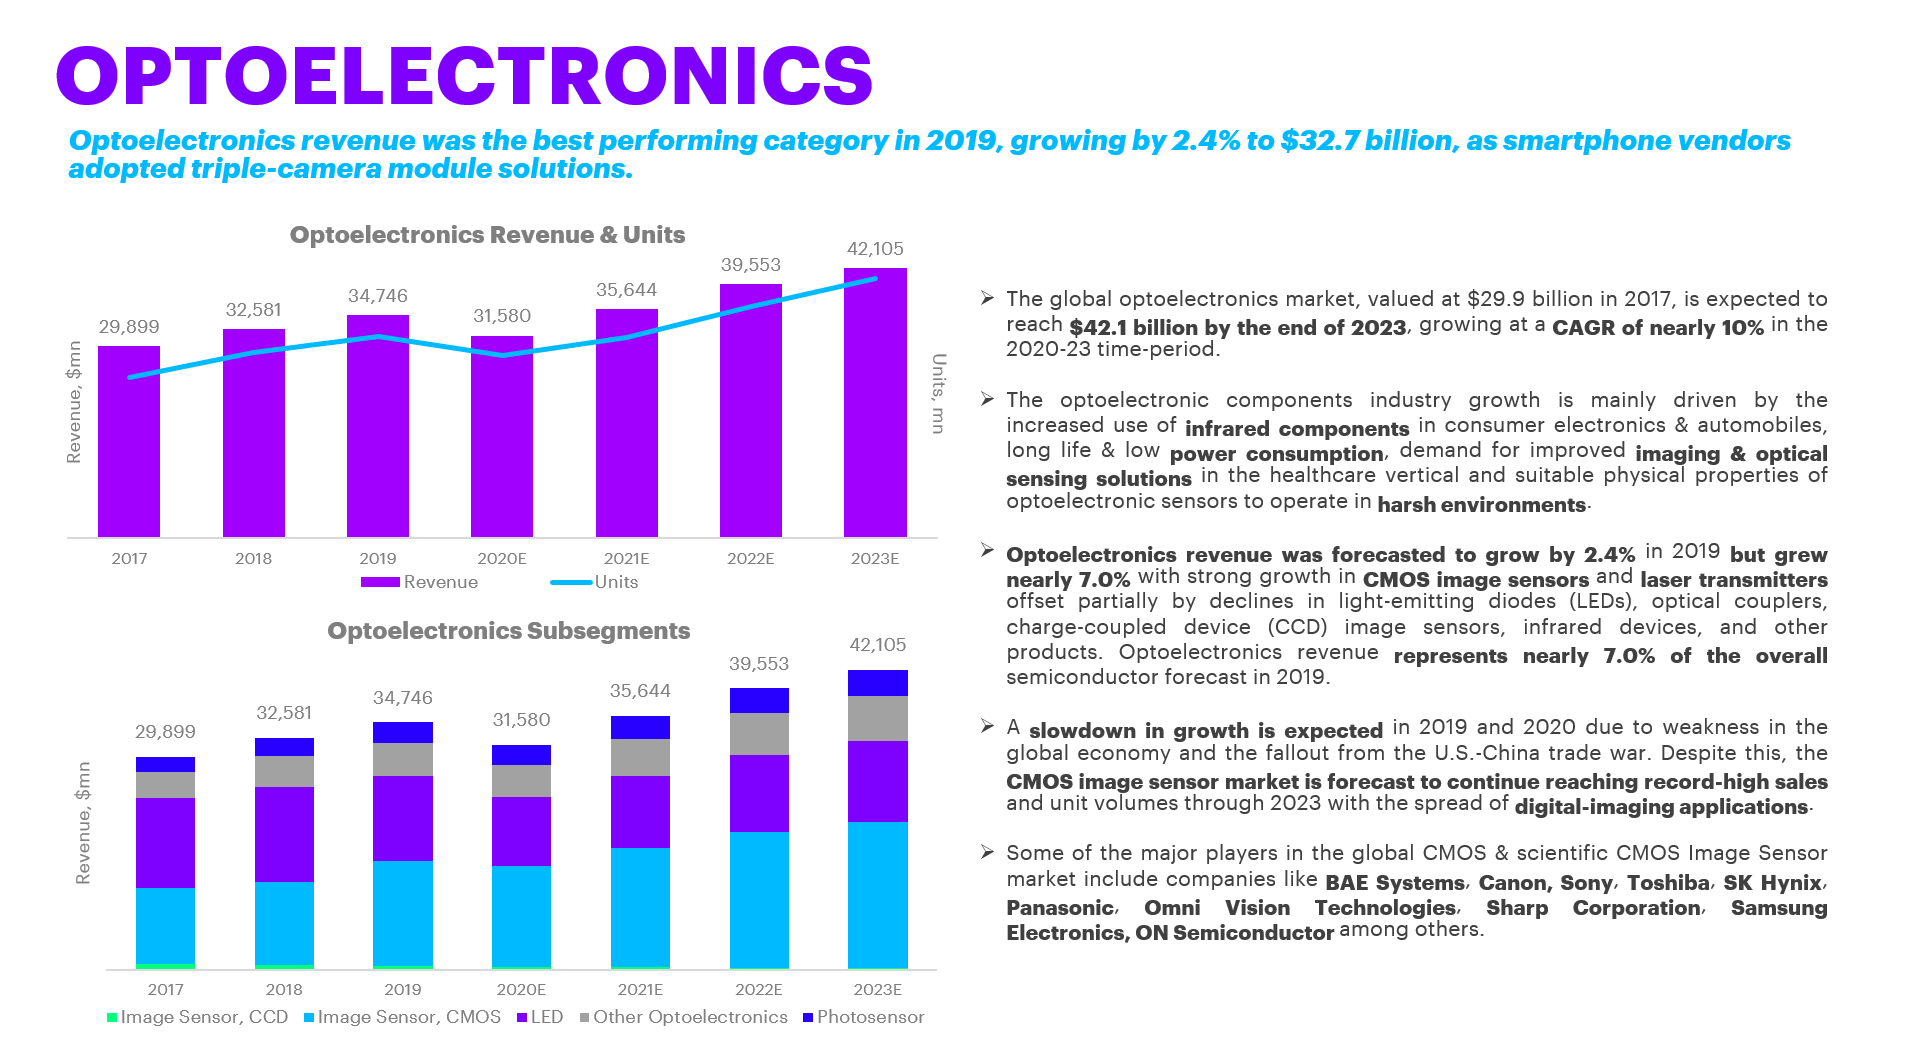 OPTOELECTRONICS
Optoelectronics revenue was the best performing category in 2019, growing by 2.4% to $32.7 billion, as smartphone vendors
adopted triple-camera module solutions.
Optoelectronics Revenue & Units
29,899
32,581
34,746
31,580
35,644
39,553
42,105
Revenue, $mn
Units, mn
2017
2018
2019
2020E
2021E
2022E
2023E
Revenue
Units
Optoelectronics Subsegments
29,899
32,581
34,746
31,580
35,644
39,553
42,105
Revenue, $mn
2017
2018
2019
2020E
2021E
2022E
2023E
Image Sensor, CCD
Image Sensor, CMOS
LED
Other Optoelectronics
Photosensor
➢ The global optoelectronics market, valued at $29.9 billion in 2017, is expected to
reach $42.1 billion by the end of 2023, growing at a CAGR of nearly 10% in the
2020-23 time-period.
➢ The optoelectronic components industry growth is mainly driven by the
increased use of infrared components in consumer electronics & automobiles,
long life & low power consumption, demand for improved imaging & optical
sensing solutions in the healthcare vertical and suitable physical properties of
optoelectronic sensors to operate in harsh environments.
➢ Optoelectronics revenue was forecasted to grow by 2.4% in 2019 but grew
nearly 7.0% with strong growth in CMOS image sensors and laser transmitters
offset partially by declines in light-emitting diodes (LEDs), optical couplers,
charge-coupled device (CCD) image sensors, infrared devices, and other
products. Optoelectronics revenue represents nearly 7.0% of the overall
semiconductor forecast in 2019.
➢ A slowdown in growth is expected in 2019 and 2020 due to weakness in the
global economy and the fallout from the U.S.-China trade war. Despite this, the
CMOS image sensor market is forecast to continue reaching record-high sales
and unit volumes through 2023 with the spread of digital-imaging applications.
➢ Some of the major players in the global CMOS & scientific CMOS Image Sensor
market include companies like BAE Systems, Canon, Sony, Toshiba, SK Hynix,
Panasonic, Omni Vision Technologies, Sharp Corporation, Samsung
Electronics, ON Semiconductor among others.